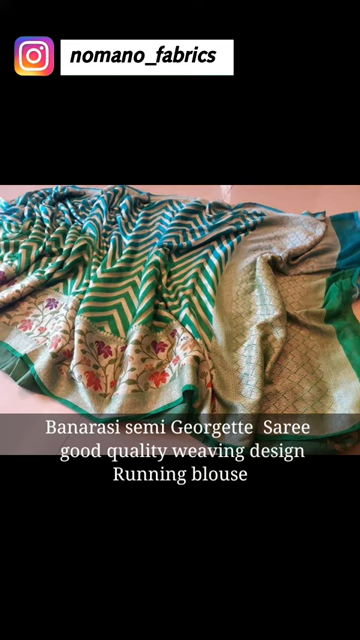 nomano_fabrics
Banarasi semi Georgette Saree
good quality weaving design
Running blouse